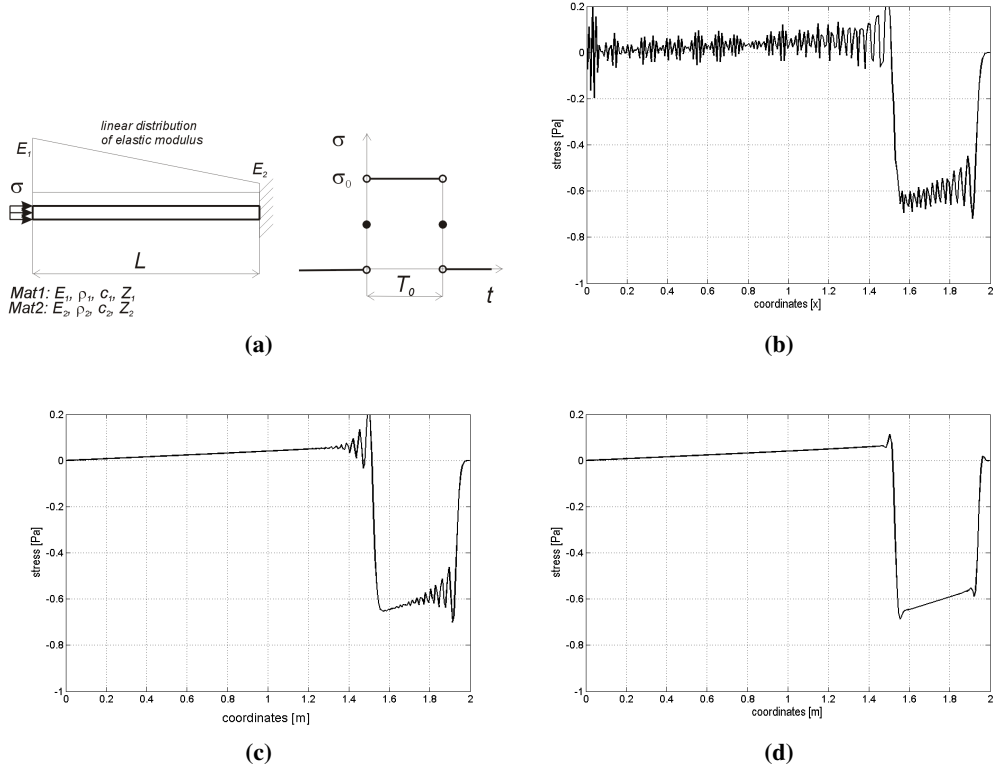 linear distribution
of elastic modulus
E₁
E₂
σ
L
Mat1: E₁, ρ₁, c₁, Z₁
Mat2: E₂, ρ₂, c₂, Z₂
σ
σ₀
T₀
t
(a)
0.2
0
-0.2
-0.4
-0.6
-0.8
-1
stress [Pa]
0 0.2 0.4 0.6 0.8 1 1.2 1.4 1.6 1.8 2
coordinates [x]
(b)
0.2
0
-0.2
-0.4
-0.6
-0.8
-1
stress [Pa]
0 0.2 0.4 0.6 0.8 1 1.2 1.4 1.6 1.8 2
coordinates [m]
(c)
0.2
0
-0.2
-0.4
-0.6
-0.8
-1
stress [Pa]
0 0.2 0.4 0.6 0.8 1 1.2 1.4 1.6 1.8 2
coordinates [m]
(d)